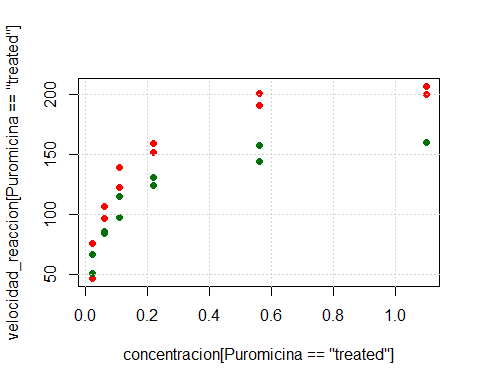 velocidad_reaccion[Puromicina == "treated"]
200
150
100
50
0.0 0.2 0.4 0.6 0.8 1.0
concentracion[Puromicina == "treated"]